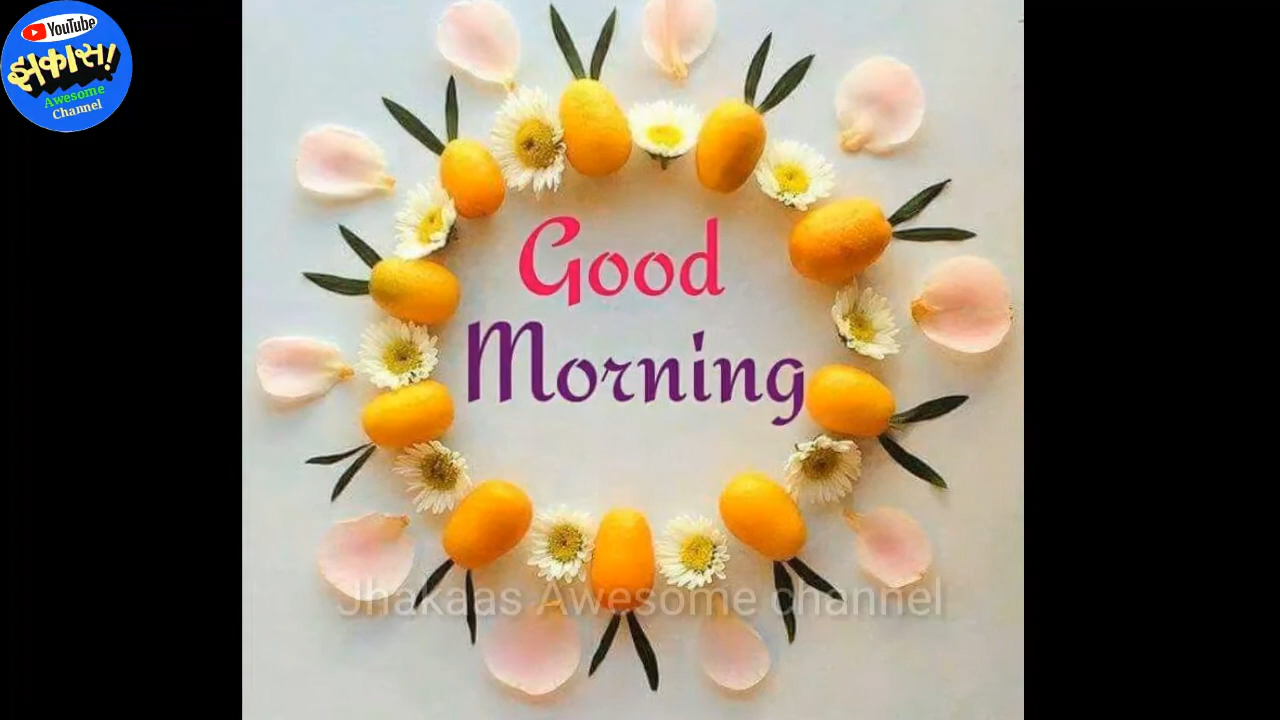 YouTube
झकास!
Awesome
Channel
Good
Morning
Jhakaas Awesome channel